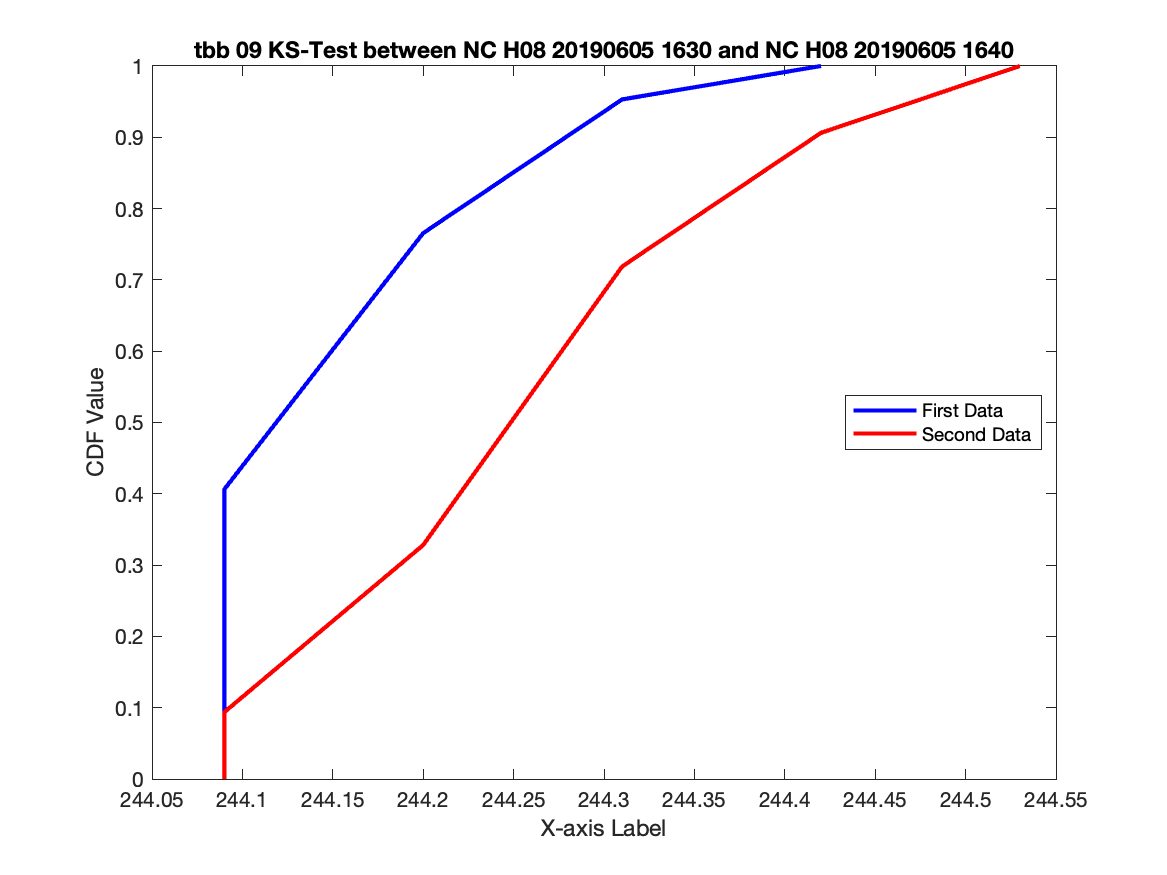 tbb 09 KS-Test between NC H08 20190605 1630 and NC H08 20190605 1640
1
0.9
0.8
0.7
0.6
0.5
0.4
0.3
0.2
0.1
0
CDF Value
First Data
Second Data
244.05 244.1 244.15 244.2 244.25 244.3 244.35 244.4 244.45 244.5 244.55
X-axis Label